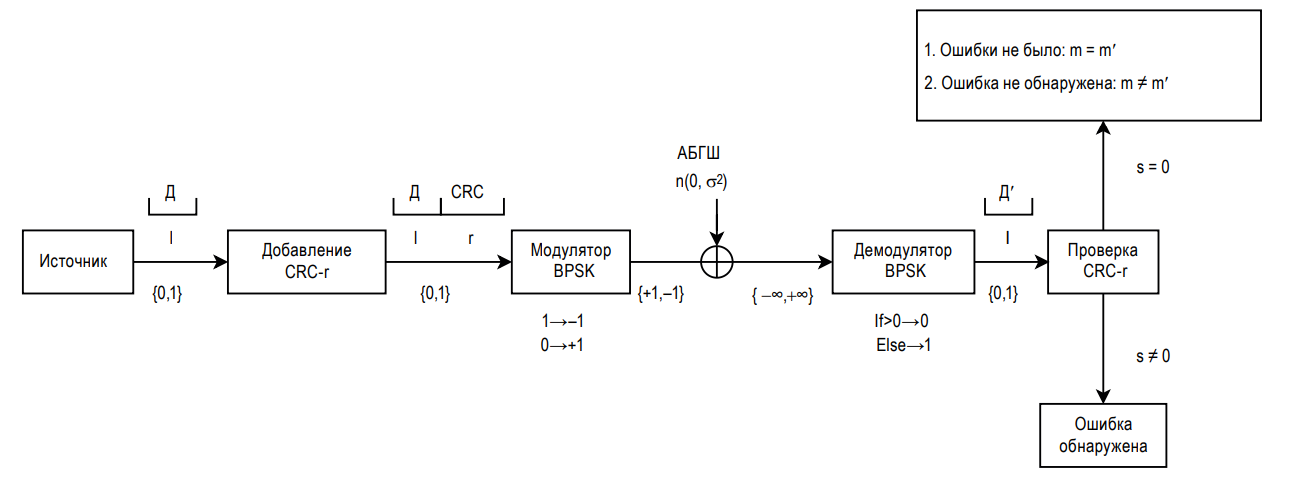 1. Ошибки не было: m = m′
2. Ошибка не обнаружена: m ≠ m′
АБГШ
n(0, σ²)
s = 0
Д
Д
CRC
Д′
l
l
r
l
Источник
Добавление
CRC-r
Модулятор
BPSK
Демодулятор
BPSK
Проверка
CRC-r
{0,1}
{0,1}
{+1,–1}
{ –∞,+∞}
{0,1}
1→–1
0→+1
If>0→0
Else→1
s ≠ 0
Ошибка
обнаружена